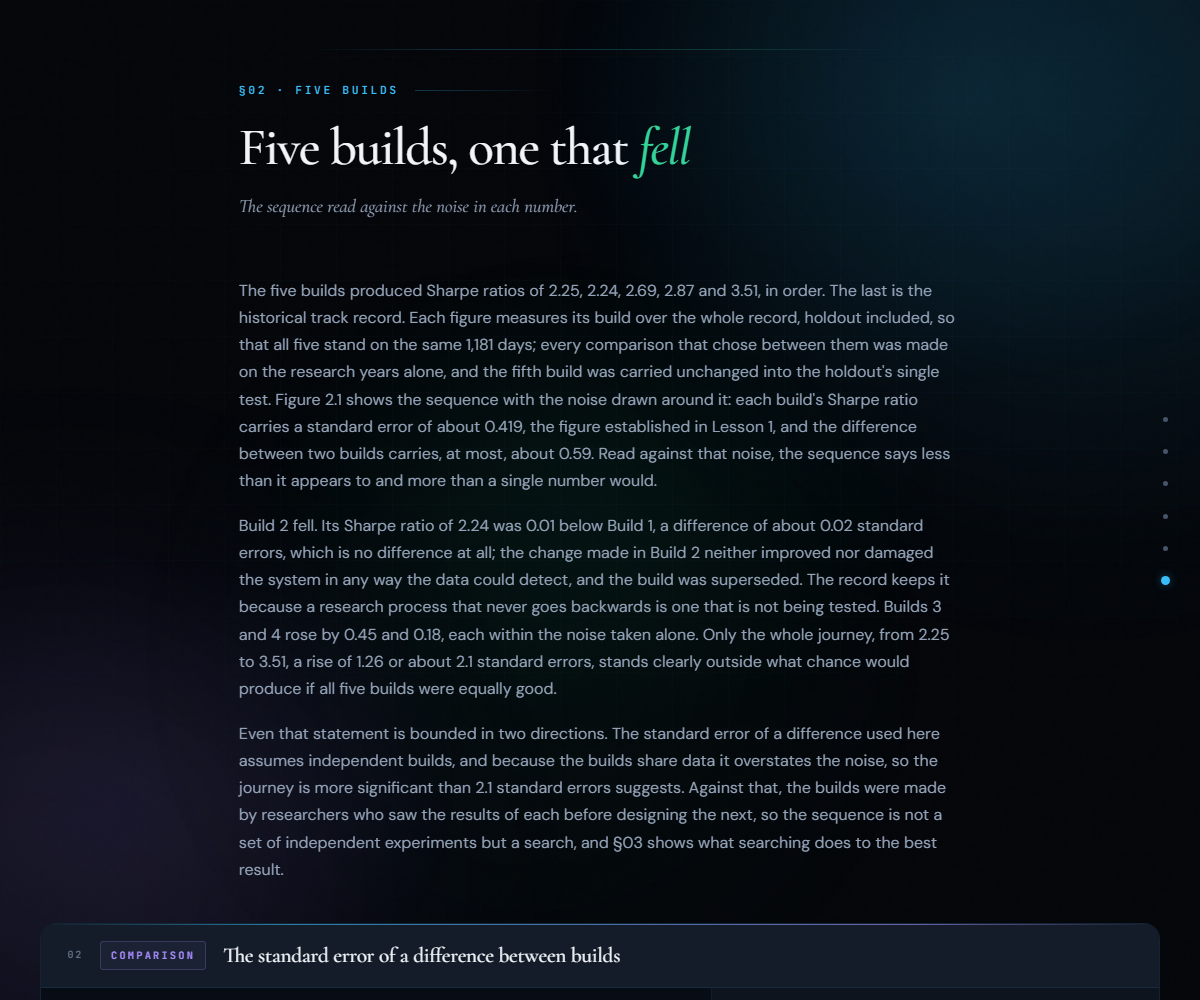 §02 · FIVE BUILDS
Five builds, one that fell
The sequence read against the noise in each number.
The five builds produced Sharpe ratios of 2.25, 2.24, 2.69, 2.87 and 3.51, in order. The last is the
historical track record. Each figure measures its build over the whole record, holdout included, so
that all five stand on the same 1,181 days; every comparison that chose between them was made
on the research years alone, and the fifth build was carried unchanged into the holdout's single
test. Figure 2.1 shows the sequence with the noise drawn around it: each build's Sharpe ratio
carries a standard error of about 0.419, the figure established in Lesson 1, and the difference
between two builds carries, at most, about 0.59. Read against that noise, the sequence says less
than it appears to and more than a single number would.
Build 2 fell. Its Sharpe ratio of 2.24 was 0.01 below Build 1, a difference of about 0.02 standard
errors, which is no difference at all; the change made in Build 2 neither improved nor damaged
the system in any way the data could detect, and the build was superseded. The record keeps it
because a research process that never goes backwards is one that is not being tested. Builds 3
and 4 rose by 0.45 and 0.18, each within the noise taken alone. Only the whole journey, from 2.25
to 3.51, a rise of 1.26 or about 2.1 standard errors, stands clearly outside what chance would
produce if all five builds were equally good.
Even that statement is bounded in two directions. The standard error of a difference used here
assumes independent builds, and because the builds share data it overstates the noise, so the
journey is more significant than 2.1 standard errors suggests. Against that, the builds were made
by researchers who saw the results of each before designing the next, so the sequence is not a
set of independent experiments but a search, and §03 shows what searching does to the best
result.
02 COMPARISON The standard error of a difference between builds